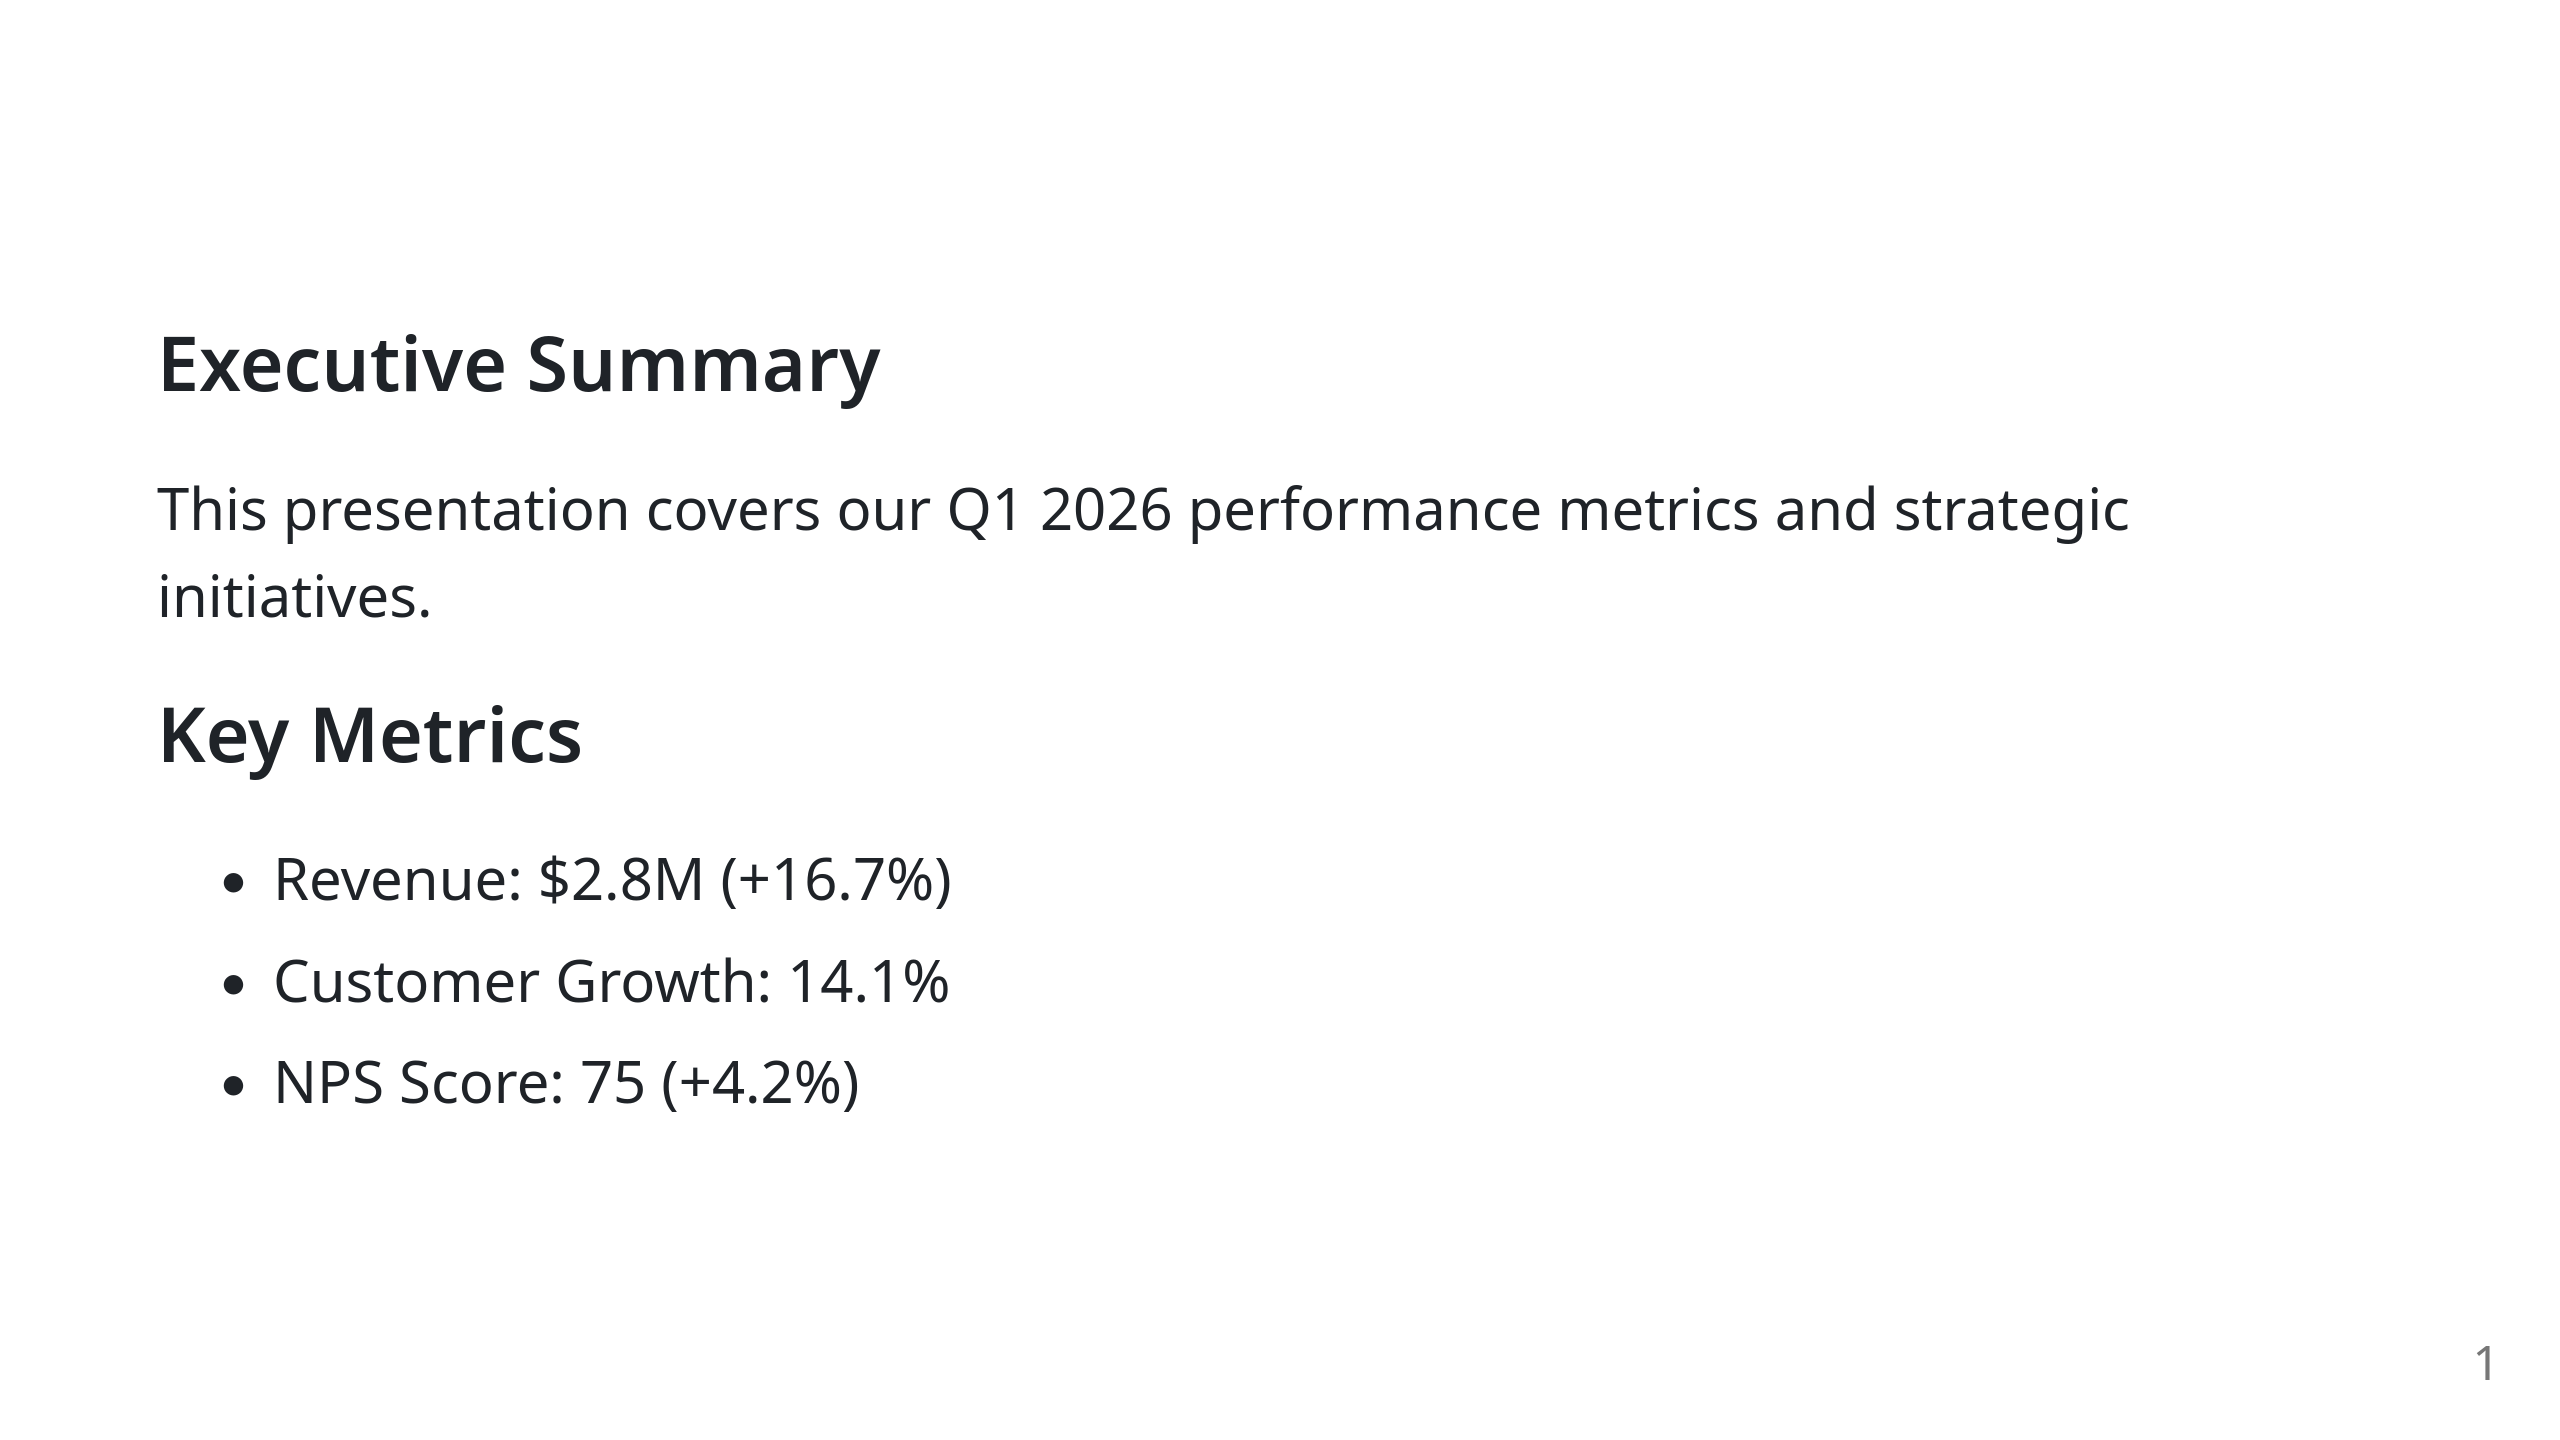 Executive Summary
This presentation covers our Q1 2026 performance metrics and strategic
initiatives.
Key Metrics
• Revenue: $2.8M (+16.7%)
• Customer Growth: 14.1%
• NPS Score: 75 (+4.2%)
1